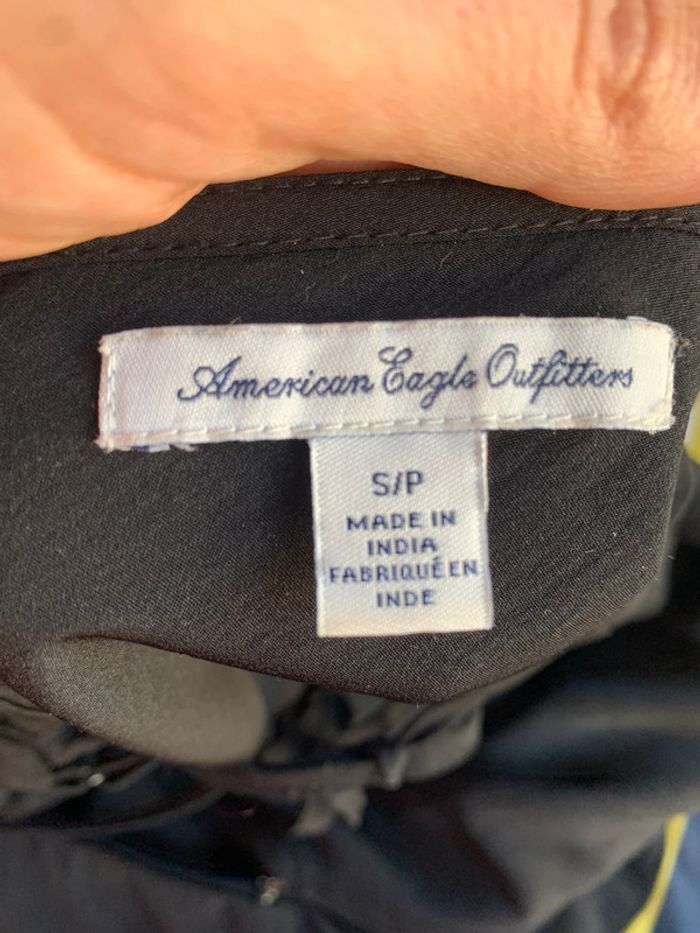 American Eagle Outfitters
S/P
MADE IN
INDIA
FABRIQUÉ EN
INDE